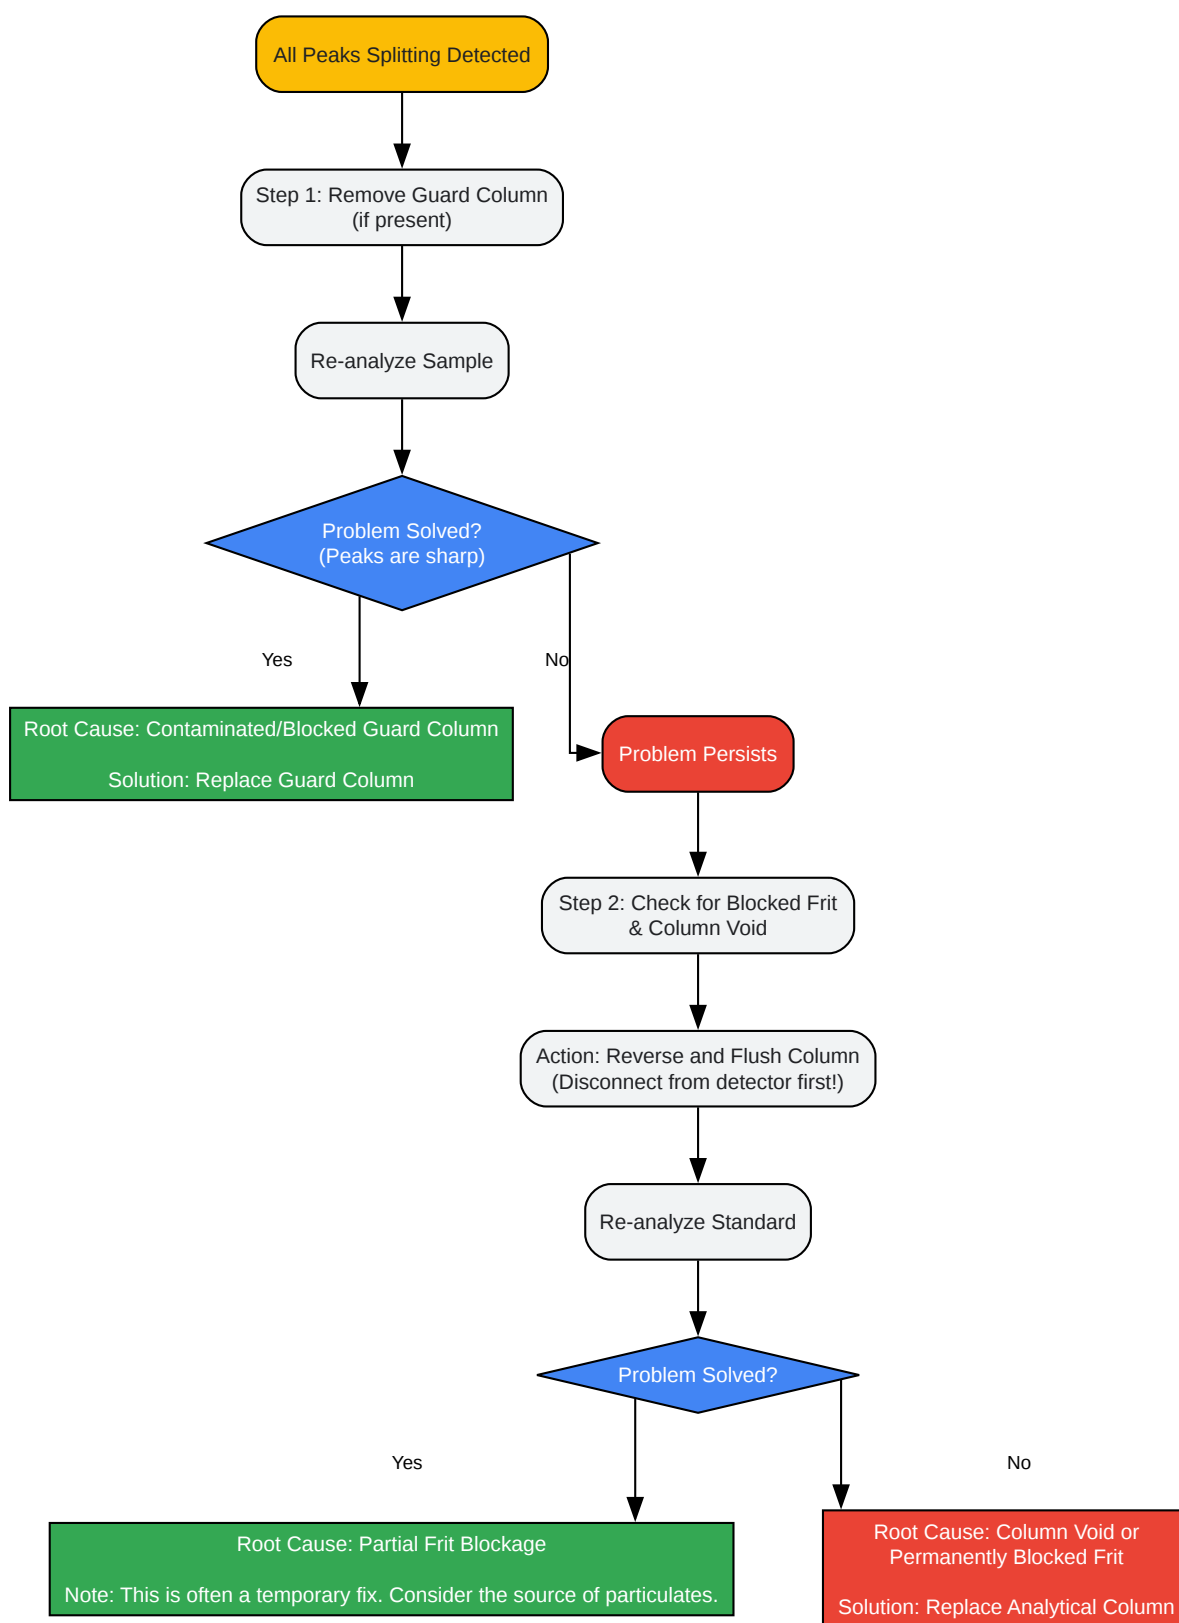 All Peaks Splitting Detected
Step 1: Remove Guard Column
(if present)
Re-analyze Sample
Problem Solved?
(Peaks are sharp)
Yes
No
Root Cause: Contaminated/Blocked Guard Column
Solution: Replace Guard Column
Problem Persists
Step 2: Check for Blocked Frit
& Column Void
Action: Reverse and Flush Column
(Disconnect from detector first!)
Re-analyze Standard
Problem Solved?
Yes
No
Root Cause: Partial Frit Blockage
Note: This is often a temporary fix. Consider the source of particulates.
Root Cause: Column Void or
Permanently Blocked Frit
Solution: Replace Analytical Column